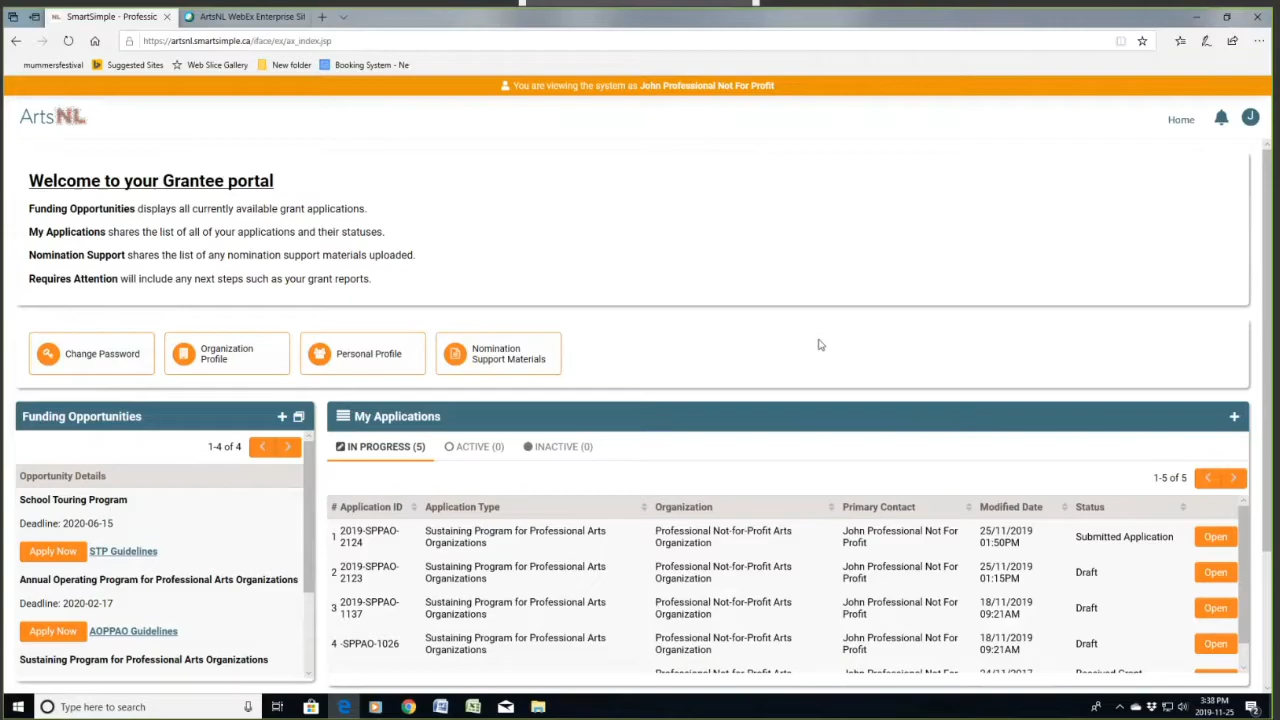 SmartSimple - Professic
ArtsNL WebEx Enterprise Sit
https://artsnl.smartsimple.ca/iface/ex/ax_index.jsp
mummersfestival
Suggested Sites
Web Slice Gallery
New folder
Booking System - Ne
You are viewing the system as John Professional Not For Profit
ArtsNL
Home
J
Welcome to your Grantee portal
Funding Opportunities displays all currently available grant applications.
My Applications shares the list of all of your applications and their statuses.
Nomination Support shares the list of any nomination support materials uploaded.
Requires Attention will include any next steps such as your grant reports.
Change Password
Organization
Profile
Personal Profile
Nomination
Support Materials
Funding Opportunities
1-4 of 4
Opportunity Details
School Touring Program
Deadline: 2020-06-15
Apply Now STP Guidelines
Annual Operating Program for Professional Arts Organizations
Deadline: 2020-02-17
Apply Now AOPPAO Guidelines
Sustaining Program for Professional Arts Organizations
My Applications
IN PROGRESS (5) ACTIVE (0) INACTIVE (0)
1-5 of 5
# Application ID Application Type Organization Primary Contact Modified Date Status
1 2019-SPPAO-2124 Sustaining Program for Professional Arts Organizations Professional Not-for-Profit Arts Organization John Professional Not For Profit 25/11/2019 01:50PM Submitted Application Open
2 2019-SPPAO-2123 Sustaining Program for Professional Arts Organizations Professional Not-for-Profit Arts Organization John Professional Not For Profit 25/11/2019 01:15PM Draft Open
3 2019-SPPAO-1137 Sustaining Program for Professional Arts Organizations Professional Not-for-Profit Arts Organization John Professional Not For Profit 18/11/2019 09:21AM Draft Open
4 -SPPAO-1026 Sustaining Program for Professional Arts Organizations Professional Not-for-Profit Arts Organization John Professional Not For Profit 18/11/2019 09:21AM Draft Open
Type here to search
3:38 PM
2019-11-25